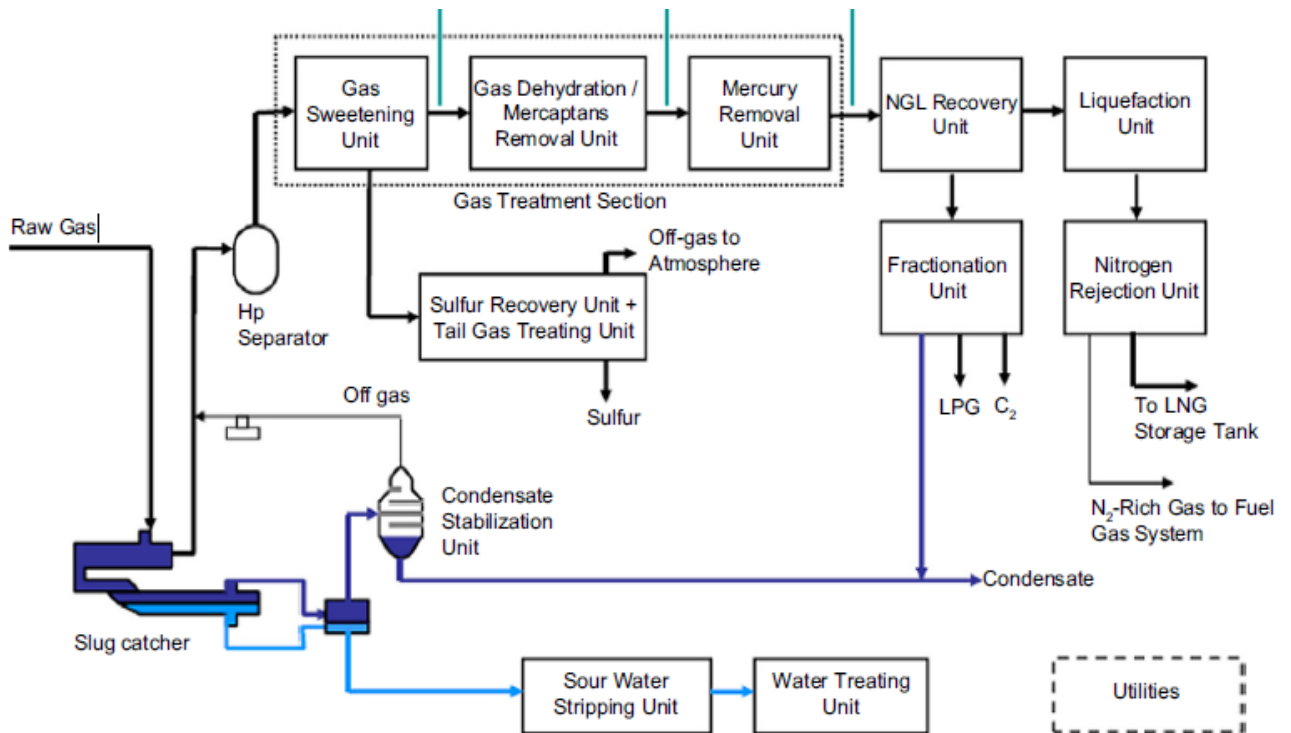 Gas
Sweetening
Unit
Gas Dehydration /
Mercaptans
Removal Unit
Mercury
Removal
Unit
NGL Recovery
Unit
Liquefaction
Unit
Gas Treatment Section
Raw Gas
Hp
Separator
Off-gas to
Atmosphere
Sulfur Recovery Unit +
Tail Gas Treating Unit
Sulfur
Fractionation
Unit
Nitrogen
Rejection Unit
LPG
C₂
To LNG
Storage Tank
N₂-Rich Gas to Fuel
Gas System
Off gas
Condensate
Stabilization
Unit
Condensate
Slug catcher
Sour Water
Stripping Unit
Water Treating
Unit
Utilities